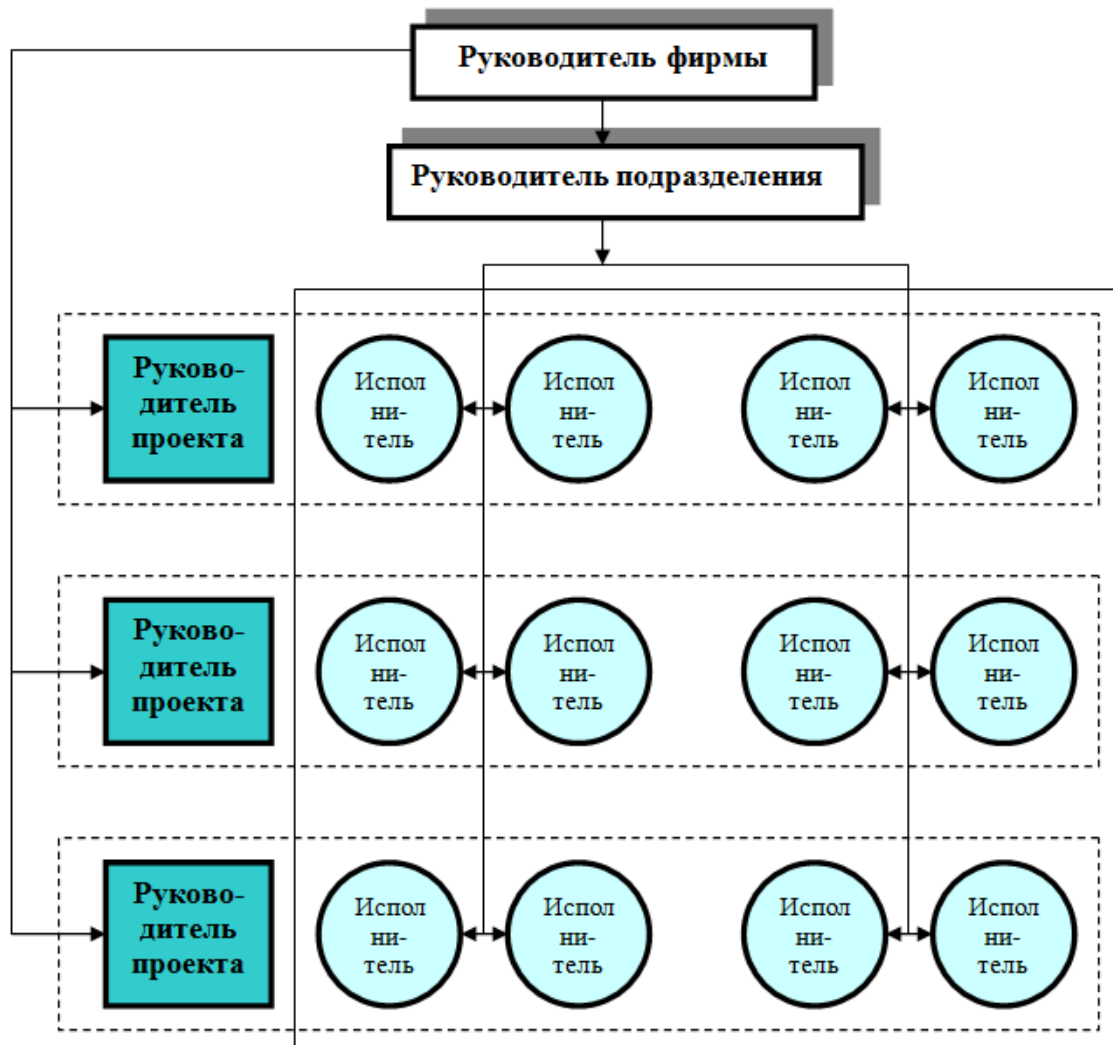 Руководитель фирмы
Руководитель подразделения
Руково-
дитель
проекта
Испол
ни-
тель
Испол
ни-
тель
Испол
ни-
тель
Испол
ни-
тель
Руково-
дитель
проекта
Испол
ни-
тель
Испол
ни-
тель
Испол
ни-
тель
Испол
ни-
тель
Руково-
дитель
проекта
Испол
ни-
тель
Испол
ни-
тель
Испол
ни-
тель
Испол
ни-
тель